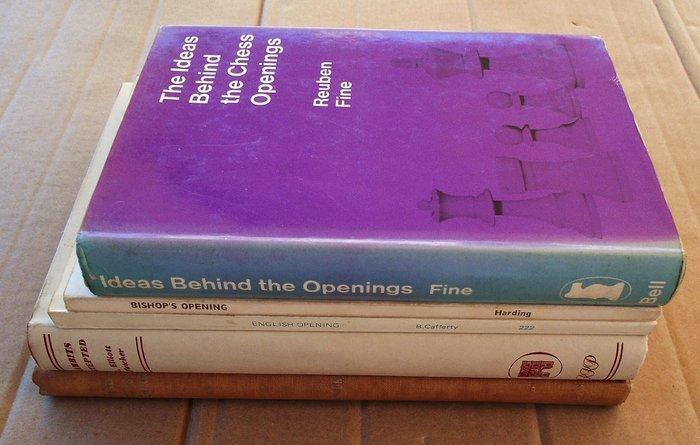 The Ideas
Behind
the Chess
Openings
Reuben
Fine
Ideas Behind the Openings Fine
Bell
BISHOP'S OPENING Harding
ENGLISH OPENING B.Cafferty 222